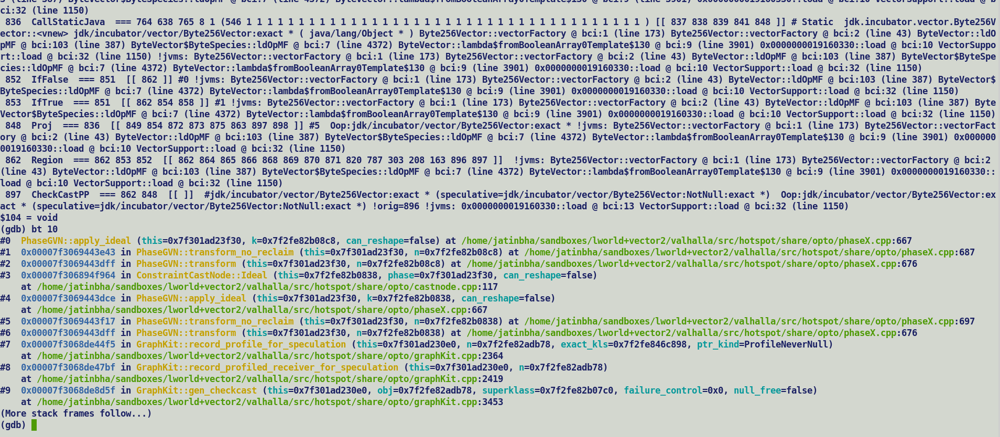 3 (line 387) ByteVector$ByteSpecies::ldOpMF @ bci:7 (line 4372) ByteVector::lambda$fromBooleanArray0Template$130 @ bci:9 (line 3901) 0x0000000019160330::load @ bci:10 VectorSupport::load @ b
ci:32 (line 1150)
 836  CallStaticJava  === 764 638 765 8 1 (546 1 1 1 1 1 1 1 1 1 1 1 1 1 1 1 1 1 1 1 1 1 1 1 1 1 1 1 1 1 1 1 1 1 1 1 1 1 1 ) [[ 837 838 839 841 848 ]] # Static  jdk.incubator.vector.Byte256V
ector::<vnew> jdk/incubator/vector/Byte256Vector:exact * ( java/lang/Object * ) Byte256Vector::vectorFactory @ bci:1 (line 173) Byte256Vector::vectorFactory @ bci:2 (line 43) ByteVector::ldO
pMF @ bci:103 (line 387) ByteVector$ByteSpecies::ldOpMF @ bci:7 (line 4372) ByteVector::lambda$fromBooleanArray0Template$130 @ bci:9 (line 3901) 0x0000000019160330::load @ bci:10 VectorSuppo
rt::load @ bci:32 (line 1150) !jvms: Byte256Vector::vectorFactory @ bci:1 (line 173) Byte256Vector::vectorFactory @ bci:2 (line 43) ByteVector::ldOpMF @ bci:103 (line 387) ByteVector$ByteSpe
cies::ldOpMF @ bci:7 (line 4372) ByteVector::lambda$fromBooleanArray0Template$130 @ bci:9 (line 3901) 0x0000000019160330::load @ bci:10 VectorSupport::load @ bci:32 (line 1150)
 852  IfFalse  === 851  [[ 862 ]] #0 !jvms: Byte256Vector::vectorFactory @ bci:1 (line 173) Byte256Vector::vectorFactory @ bci:2 (line 43) ByteVector::ldOpMF @ bci:103 (line 387) ByteVector$
ByteSpecies::ldOpMF @ bci:7 (line 4372) ByteVector::lambda$fromBooleanArray0Template$130 @ bci:9 (line 3901) 0x0000000019160330::load @ bci:10 VectorSupport::load @ bci:32 (line 1150)
 853  IfTrue  === 851  [[ 862 854 858 ]] #1 !jvms: Byte256Vector::vectorFactory @ bci:1 (line 173) Byte256Vector::vectorFactory @ bci:2 (line 43) ByteVector::ldOpMF @ bci:103 (line 387) Byte
Vector$ByteSpecies::ldOpMF @ bci:7 (line 4372) ByteVector::lambda$fromBooleanArray0Template$130 @ bci:9 (line 3901) 0x0000000019160330::load @ bci:10 VectorSupport::load @ bci:32 (line 1150)
 848  Proj  === 836  [[ 849 854 872 873 875 863 897 898 ]] #5  Oop:jdk/incubator/vector/Byte256Vector:exact * !jvms: Byte256Vector::vectorFactory @ bci:1 (line 173) Byte256Vector::vectorFact
ory @ bci:2 (line 43) ByteVector::ldOpMF @ bci:103 (line 387) ByteVector$ByteSpecies::ldOpMF @ bci:7 (line 4372) ByteVector::lambda$fromBooleanArray0Template$130 @ bci:9 (line 3901) 0x000000
0019160330::load @ bci:10 VectorSupport::load @ bci:32 (line 1150)
 862  Region  === 862 853 852  [[ 862 864 865 866 868 869 870 871 820 787 303 208 163 896 897 ]]  !jvms: Byte256Vector::vectorFactory @ bci:1 (line 173) Byte256Vector::vectorFactory @ bci:2
(line 43) ByteVector::ldOpMF @ bci:103 (line 387) ByteVector$ByteSpecies::ldOpMF @ bci:7 (line 4372) ByteVector::lambda$fromBooleanArray0Template$130 @ bci:9 (line 3901) 0x0000000019160330::
load @ bci:10 VectorSupport::load @ bci:32 (line 1150)
 897  CheckCastPP  === 862 848  [[ ]]  #jdk/incubator/vector/Byte256Vector:exact * (speculative=jdk/incubator/vector/Byte256Vector:NotNull:exact *)  Oop:jdk/incubator/vector/Byte256Vector:ex
act * (speculative=jdk/incubator/vector/Byte256Vector:NotNull:exact *) !orig=896 !jvms: 0x0000000019160330::load @ bci:13 VectorSupport::load @ bci:32 (line 1150)
$104 = void
(gdb) bt 10
#0  PhaseGVN::apply_ideal (this=0x7f301ad23f30, k=0x7f2fe82b08c8, can_reshape=false) at /home/jatinbha/sandboxes/lworld+vector2/valhalla/src/hotspot/share/opto/phaseX.cpp:667
#1  0x00007f3069443e43 in PhaseGVN::transform_no_reclaim (this=0x7f301ad23f30, n=0x7f2fe82b08c8) at /home/jatinbha/sandboxes/lworld+vector2/valhalla/src/hotspot/share/opto/phaseX.cpp:687
#2  0x00007f3069443dff in PhaseGVN::transform (this=0x7f301ad23f30, n=0x7f2fe82b08c8) at /home/jatinbha/sandboxes/lworld+vector2/valhalla/src/hotspot/share/opto/phaseX.cpp:676
#3  0x00007f306894f964 in ConstraintCastNode::Ideal (this=0x7f2fe82b0838, phase=0x7f301ad23f30, can_reshape=false)
    at /home/jatinbha/sandboxes/lworld+vector2/valhalla/src/hotspot/share/opto/castnode.cpp:117
#4  0x00007f3069443dce in PhaseGVN::apply_ideal (this=0x7f301ad23f30, k=0x7f2fe82b0838, can_reshape=false)
    at /home/jatinbha/sandboxes/lworld+vector2/valhalla/src/hotspot/share/opto/phaseX.cpp:667
#5  0x00007f3069443f17 in PhaseGVN::transform_no_reclaim (this=0x7f301ad23f30, n=0x7f2fe82b0838) at /home/jatinbha/sandboxes/lworld+vector2/valhalla/src/hotspot/share/opto/phaseX.cpp:697
#6  0x00007f3069443dff in PhaseGVN::transform (this=0x7f301ad23f30, n=0x7f2fe82b0838) at /home/jatinbha/sandboxes/lworld+vector2/valhalla/src/hotspot/share/opto/phaseX.cpp:676
#7  0x00007f3068de44f5 in GraphKit::record_profile_for_speculation (this=0x7f301ad230e0, n=0x7f2fe82adb78, exact_kls=0x7f2fe846c898, ptr_kind=ProfileNeverNull)
    at /home/jatinbha/sandboxes/lworld+vector2/valhalla/src/hotspot/share/opto/graphKit.cpp:2364
#8  0x00007f3068de47bf in GraphKit::record_profiled_receiver_for_speculation (this=0x7f301ad230e0, n=0x7f2fe82adb78)
    at /home/jatinbha/sandboxes/lworld+vector2/valhalla/src/hotspot/share/opto/graphKit.cpp:2419
#9  0x00007f3068de8d5f in GraphKit::gen_checkcast (this=0x7f301ad230e0, obj=0x7f2fe82adb78, superklass=0x7f2fe82b07c0, failure_control=0x0, null_free=false)
    at /home/jatinbha/sandboxes/lworld+vector2/valhalla/src/hotspot/share/opto/graphKit.cpp:3453
(More stack frames follow...)
(gdb)